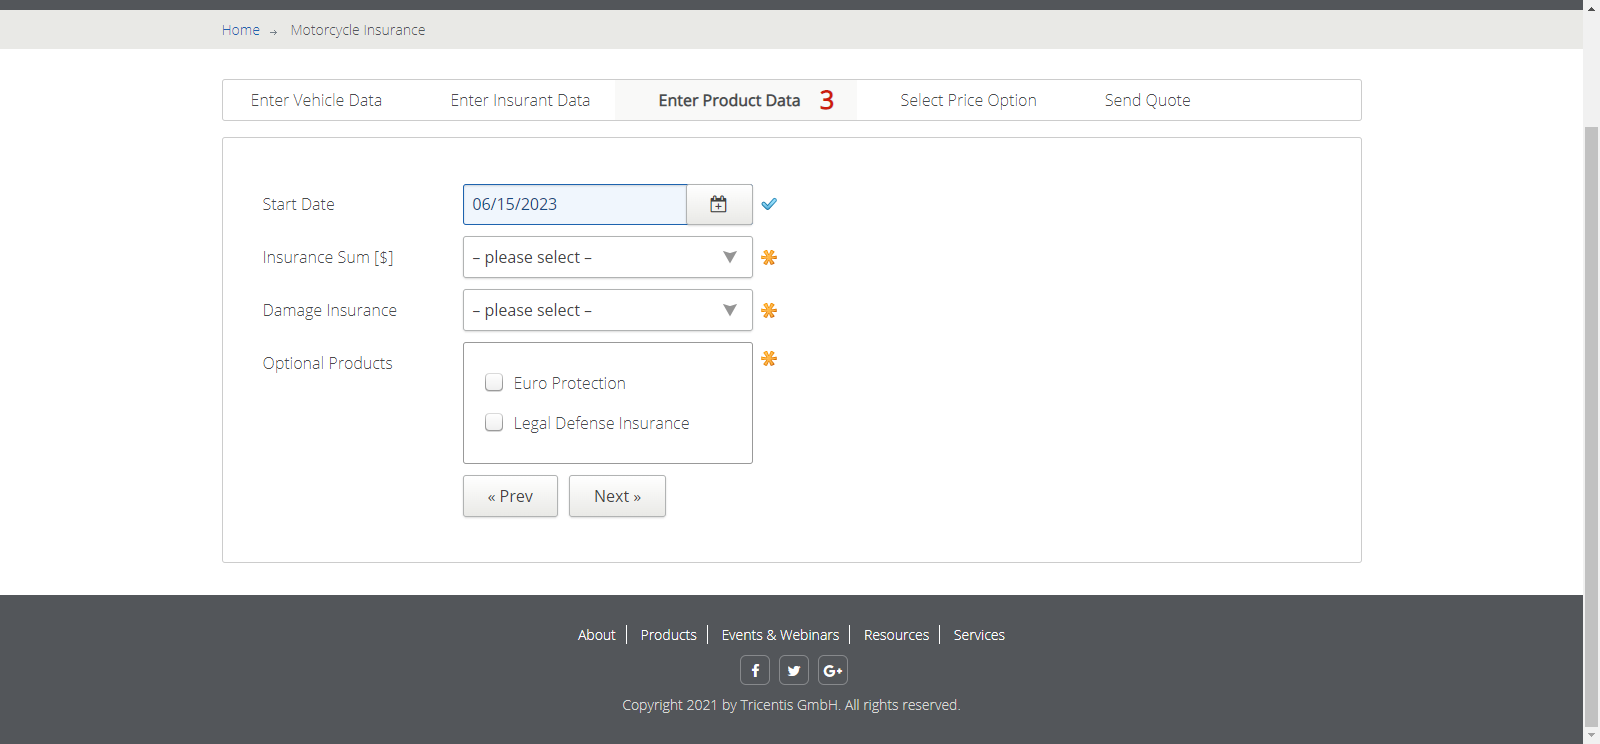 Home → Motorcycle Insurance
Enter Vehicle Data Enter Insurant Data Enter Product Data 3 Select Price Option Send Quote
Start Date 06/15/2023
Insurance Sum [$] – please select –
Damage Insurance – please select –
Optional Products
Euro Protection
Legal Defense Insurance
« Prev Next »
About Products Events & Webinars Resources Services
f G+
Copyright 2021 by Tricentis GmbH. All rights reserved.